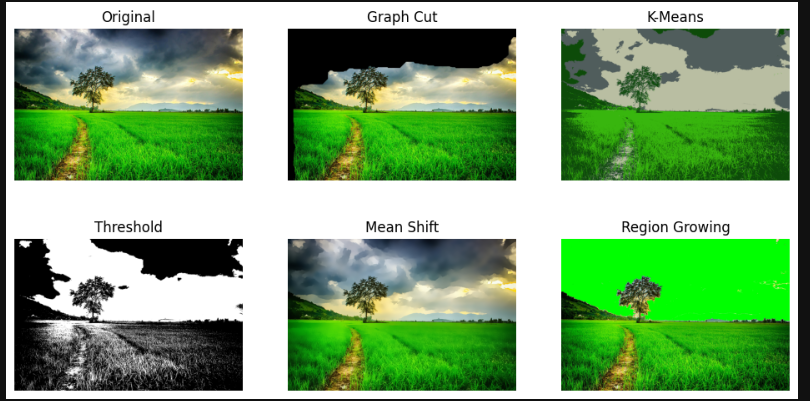 Original
Graph Cut
K-Means
Threshold
Mean Shift
Region Growing